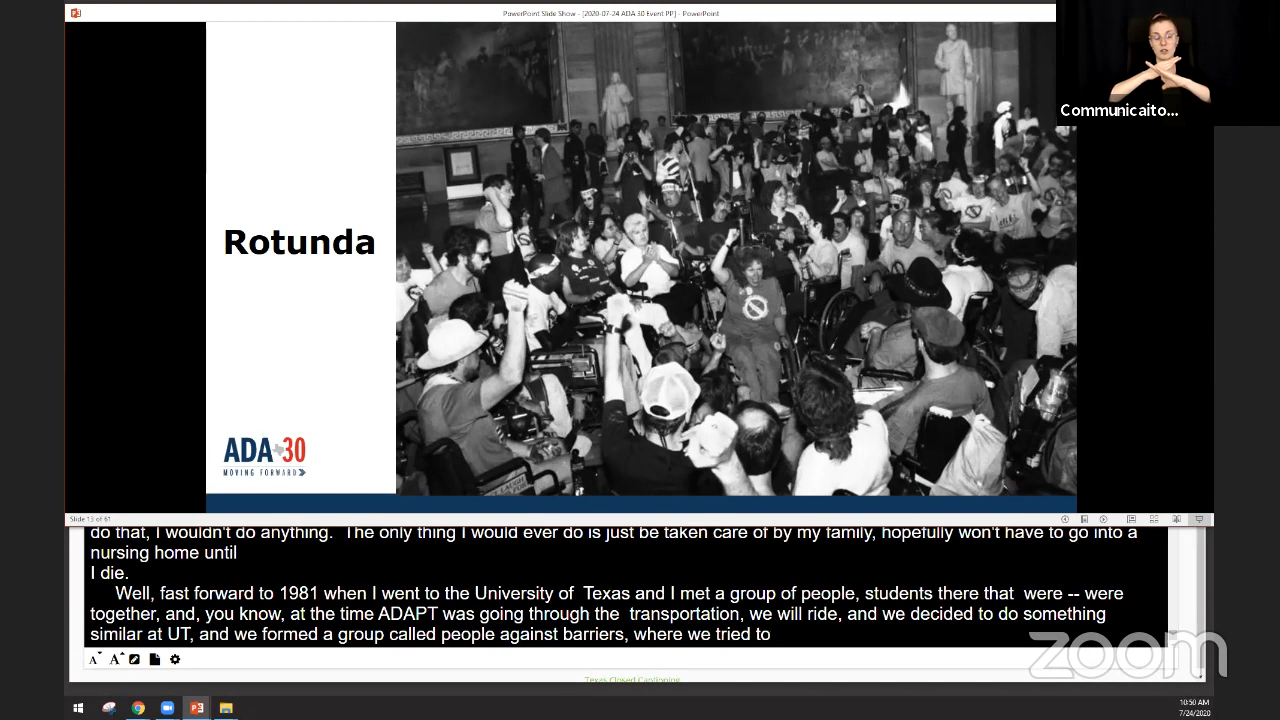 PowerPoint Slide Show - [2020-07-24 ADA 30 Event PP] - PowerPoint
Communicaito...
Rotunda
ADA 30
MOVING FORWARD
Slide 13 of 61
do that, I wouldn't do anything. The only thing I would ever do is just be taken care of by my family, hopefully won't have to go into a
nursing home until
I die.
Well, fast forward to 1981 when I went to the University of Texas and I met a group of people, students there that were -- were
together, and, you know, at the time ADAPT was going through the transportation, we will ride, and we decided to do something
similar at UT, and we formed a group called people against barriers, where we tried to
zoom
A A
Texas Closed Captioning
10:50 AM
7/24/2020